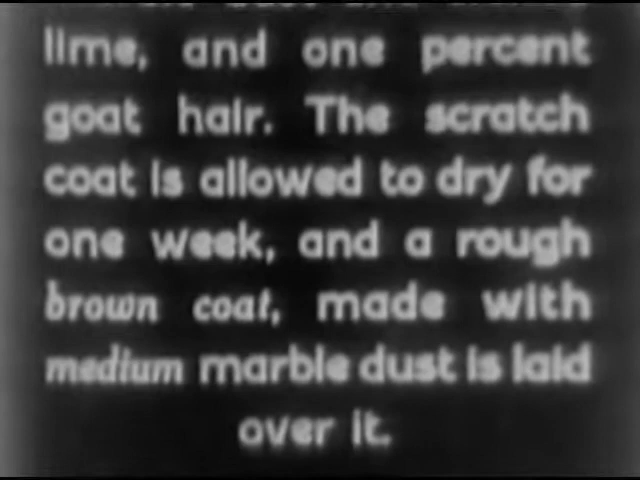 lime, and one percent
goat hair. The scratch
coat is allowed to dry for
one week, and a rough
brown coat, made with
medium marble dust is laid
over it.